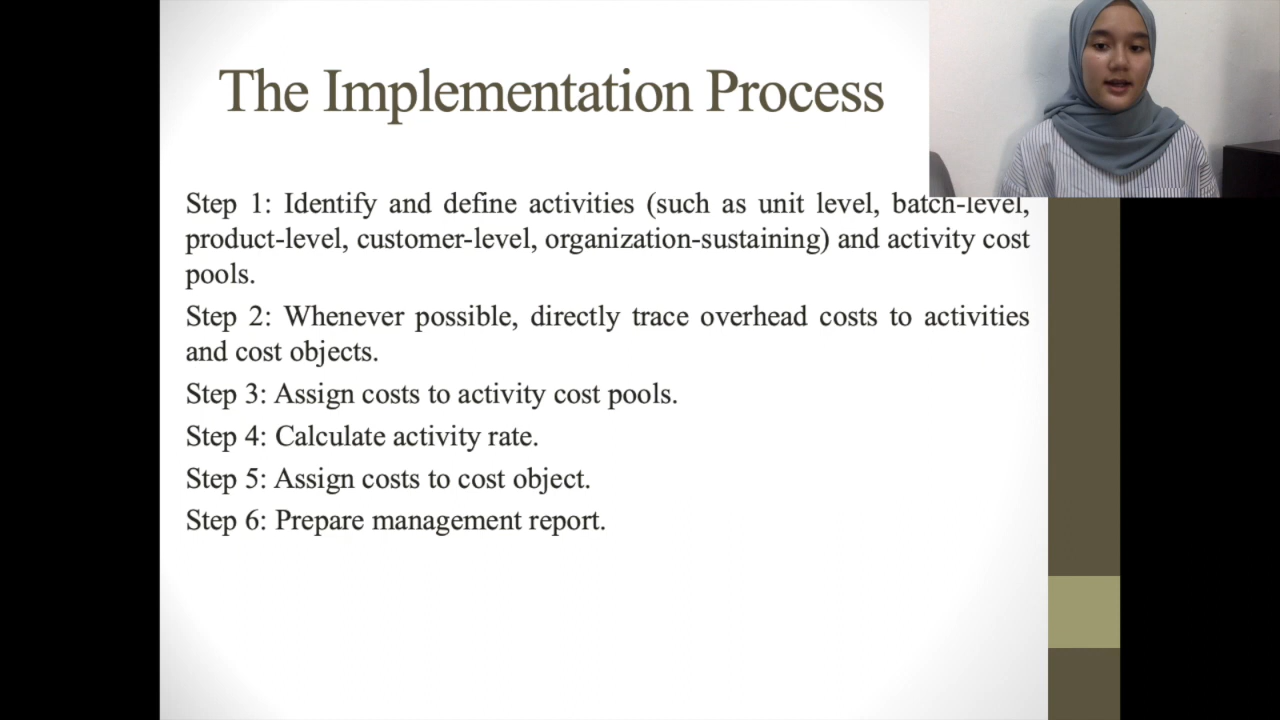 The Implementation Process
Step 1: Identify and define activities (such as unit level, batch-level,
product-level, customer-level, organization-sustaining) and activity cost
pools.
Step 2: Whenever possible, directly trace overhead costs to activities
and cost objects.
Step 3: Assign costs to activity cost pools.
Step 4: Calculate activity rate.
Step 5: Assign costs to cost object.
Step 6: Prepare management report.